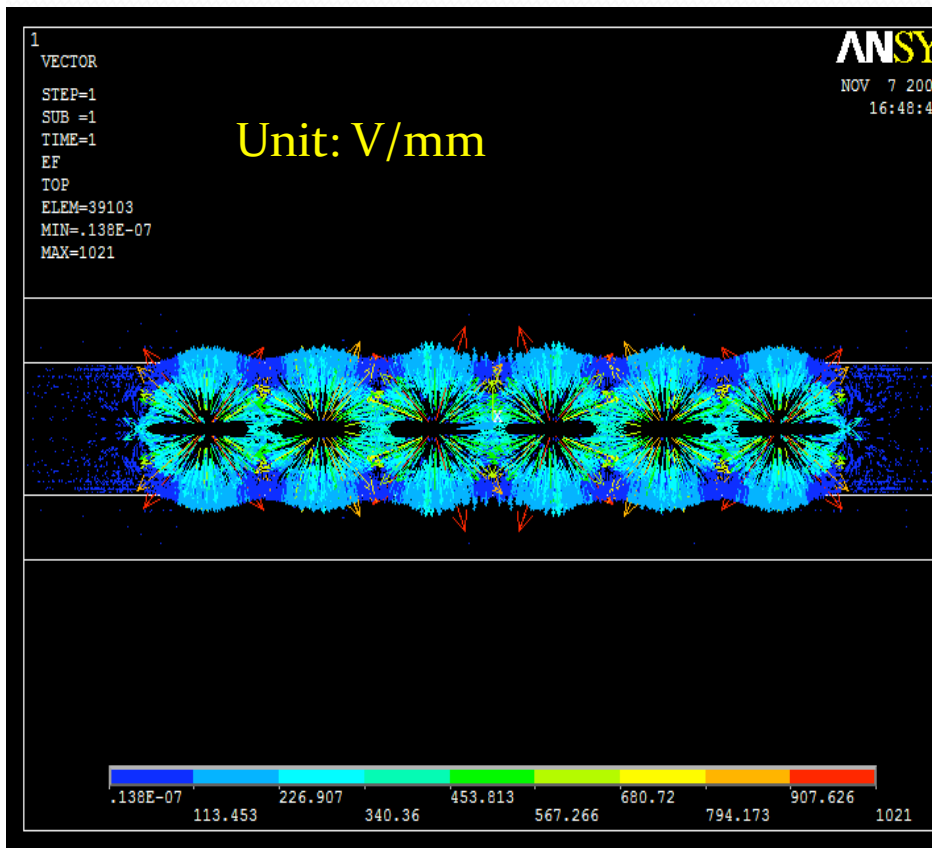 1
ANSY
VECTOR
NOV 7 200
STEP=1
16:48:4
SUB =1
Unit: V/mm
TIME=1
EF
TOP
ELEM=39103
MIN=.138E-07
MAX=1021
X
.138E-07 226.907 453.813 680.72 907.626
113.453 340.36 567.266 794.173 1021